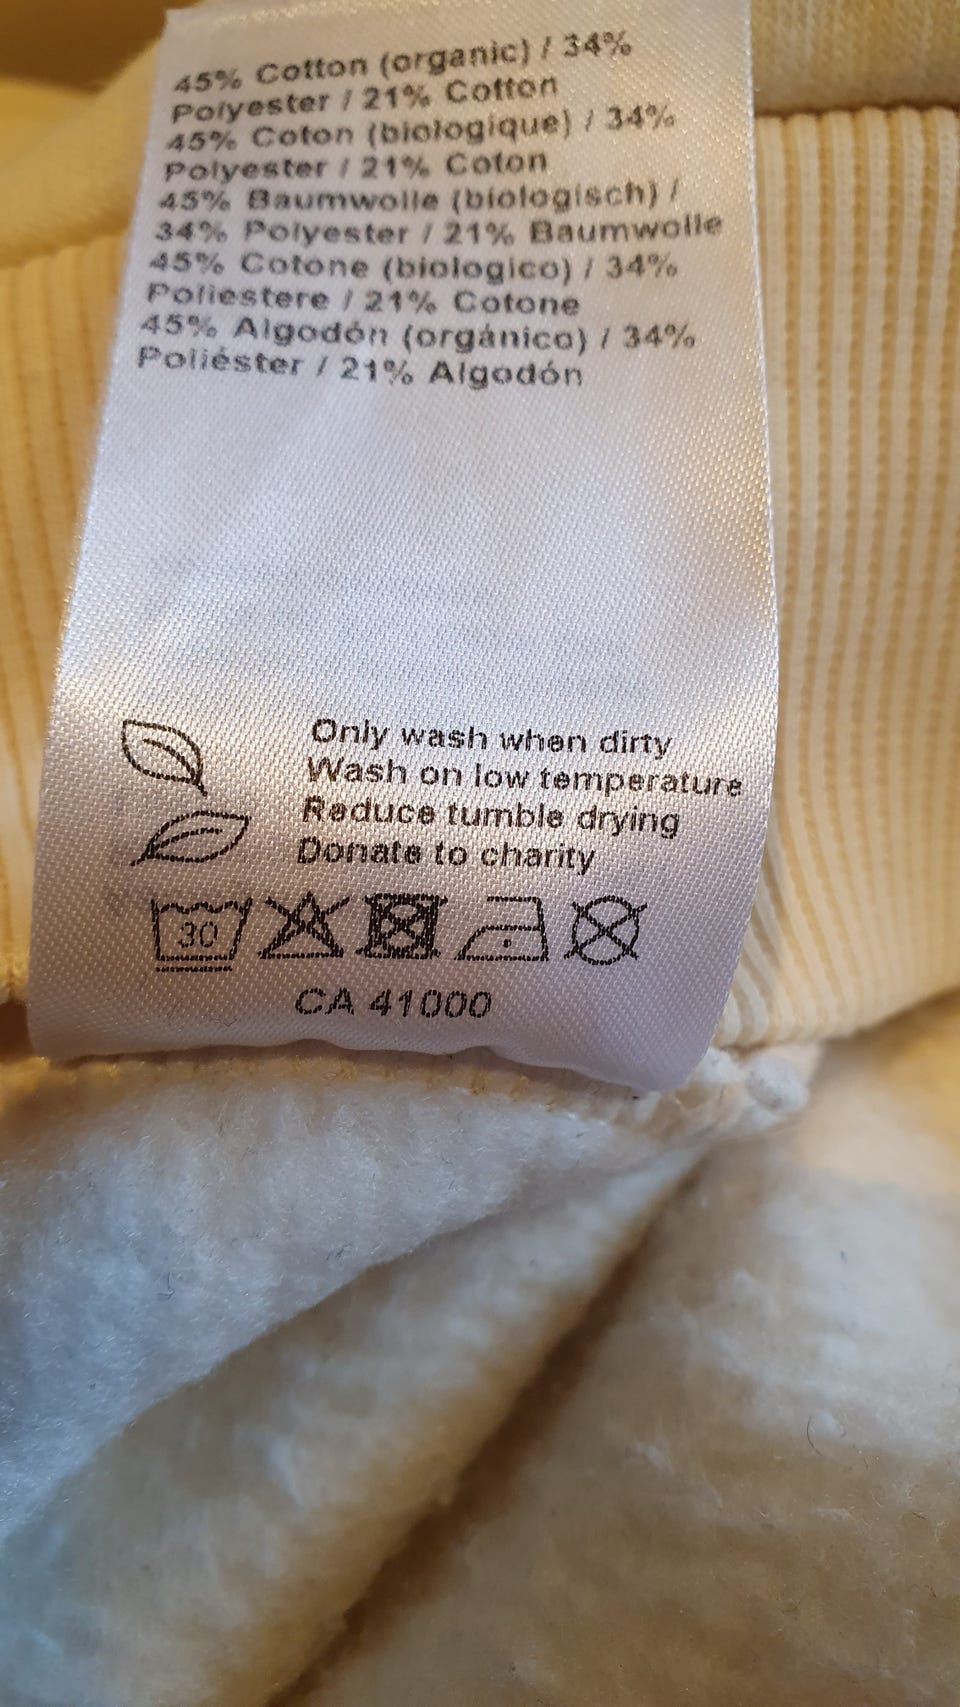 45% Cotton (organic) / 34%
Polyester / 21% Cotton
45% Coton (biologique) / 34%
Polyester / 21% Coton
45% Baumwolle (biologisch) /
34% Polyester / 21% Baumwolle
45% Cotone (biologico) / 34%
Poliestere / 21% Cotone
45% Algodón (orgánico) / 34%
Poliéster / 21% Algodón
Only wash when dirty
Wash on low temperature
Reduce tumble drying
Donate to charity
30
CA 41000